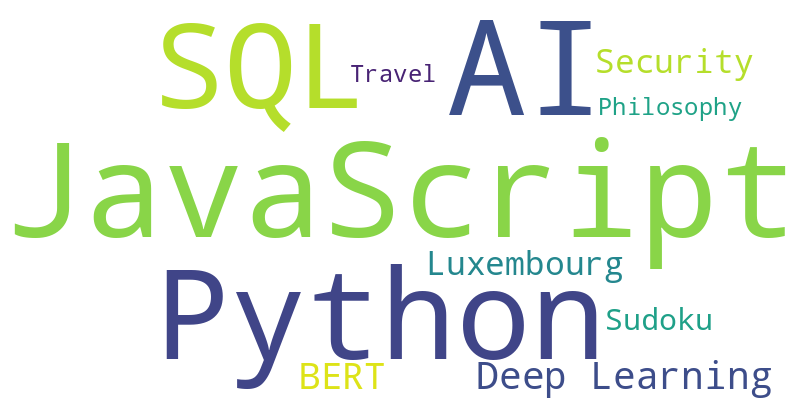 SQL
AI
Travel
Security
Philosophy
JavaScript
Luxembourg
Python
Sudoku
BERT
Deep Learning